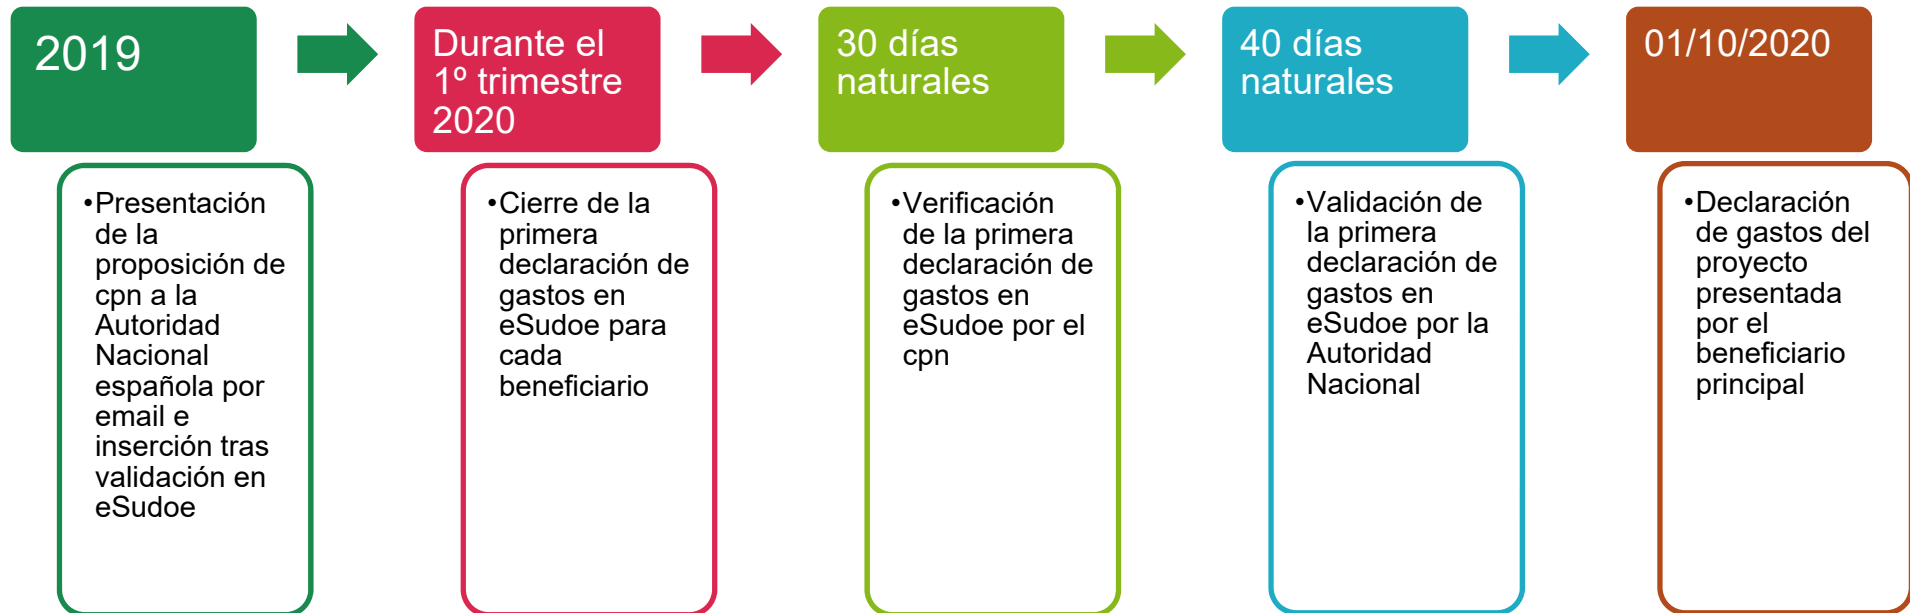 2019
•Presentación
de la
proposición de
cpn a la
Autoridad
Nacional
española por
email e
inserción tras
validación en
eSudoe
Durante el
1º trimestre
2020
•Cierre de la
primera
declaración de
gastos en
eSudoe para
cada
beneficiario
30 días
naturales
•Verificación
de la primera
declaración de
gastos en
eSudoe por el
cpn
40 días
naturales
•Validación de
la primera
declaración de
gastos en
eSudoe por la
Autoridad
Nacional
01/10/2020
•Declaración
de gastos del
proyecto
presentada
por el
beneficiario
principal